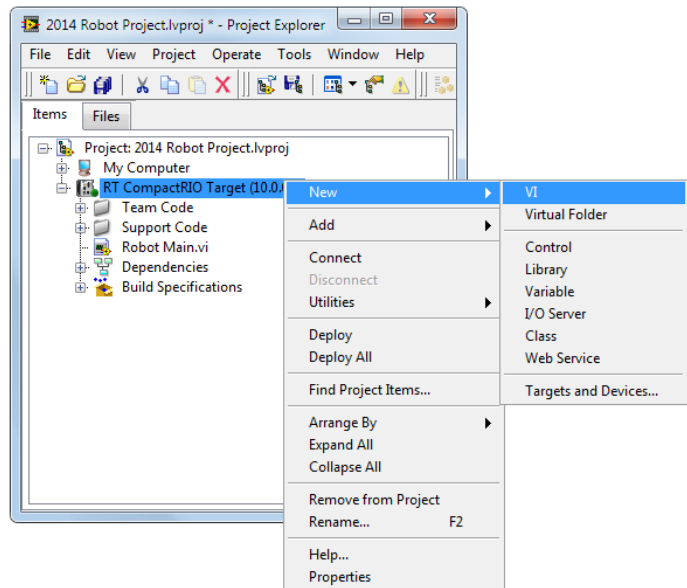 2014 Robot Project.lvproj * - Project Explorer
File Edit View Project Operate Tools Window Help
Items Files
Project: 2014 Robot Project.lvproj
My Computer
RT CompactRIO Target (10.0.
Team Code
Support Code
Robot Main.vi
Dependencies
Build Specifications
New
Add
Connect
Disconnect
Utilities
Deploy
Deploy All
Find Project Items...
Arrange By
Expand All
Collapse All
Remove from Project
Rename... F2
Help...
Properties
VI
Virtual Folder
Control
Library
Variable
I/O Server
Class
Web Service
Targets and Devices...